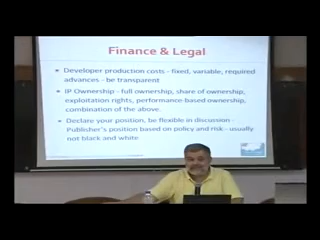 Finance & Legal
Developer production costs - fixed, variable, required
advances - be transparent
IP Ownership - full ownership, share of ownership,
exploitation rights, performance-based ownership,
combination of the above.
Declare your position, be flexible in discussion -
Publisher's position based on policy and risk - usually
not black and white